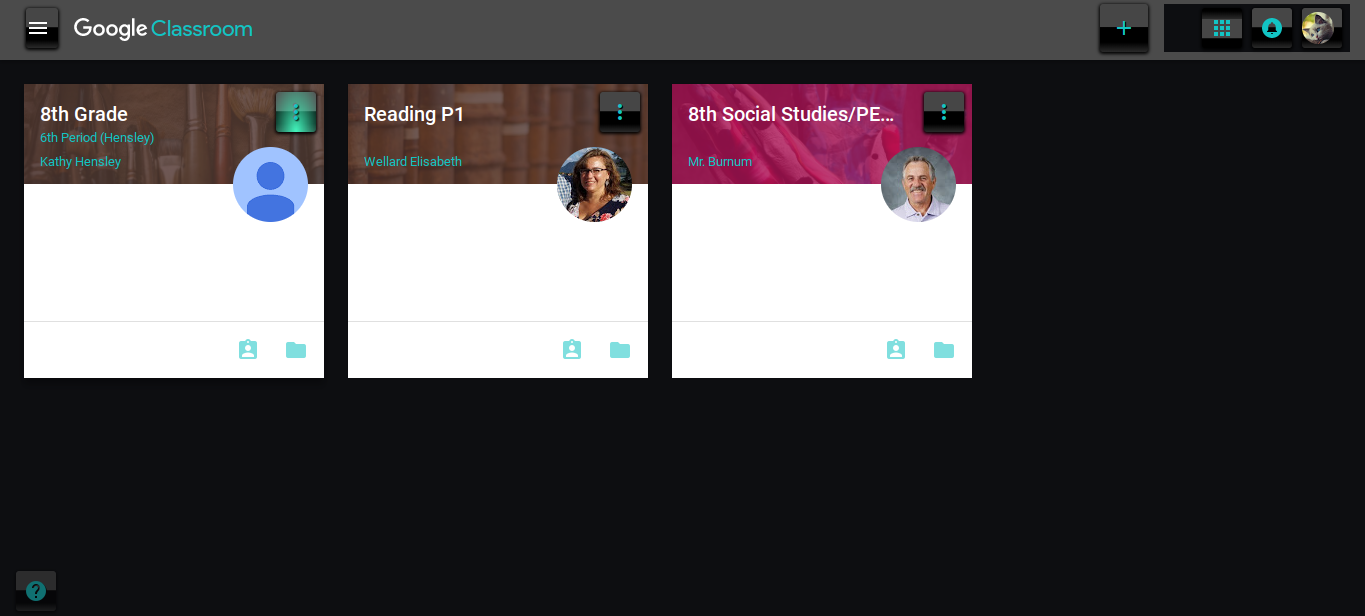 Google Classroom
8th Grade
6th Period (Hensley)
Kathy Hensley
Reading P1
Wellard Elisabeth
8th Social Studies/PE...
Mr. Burnum